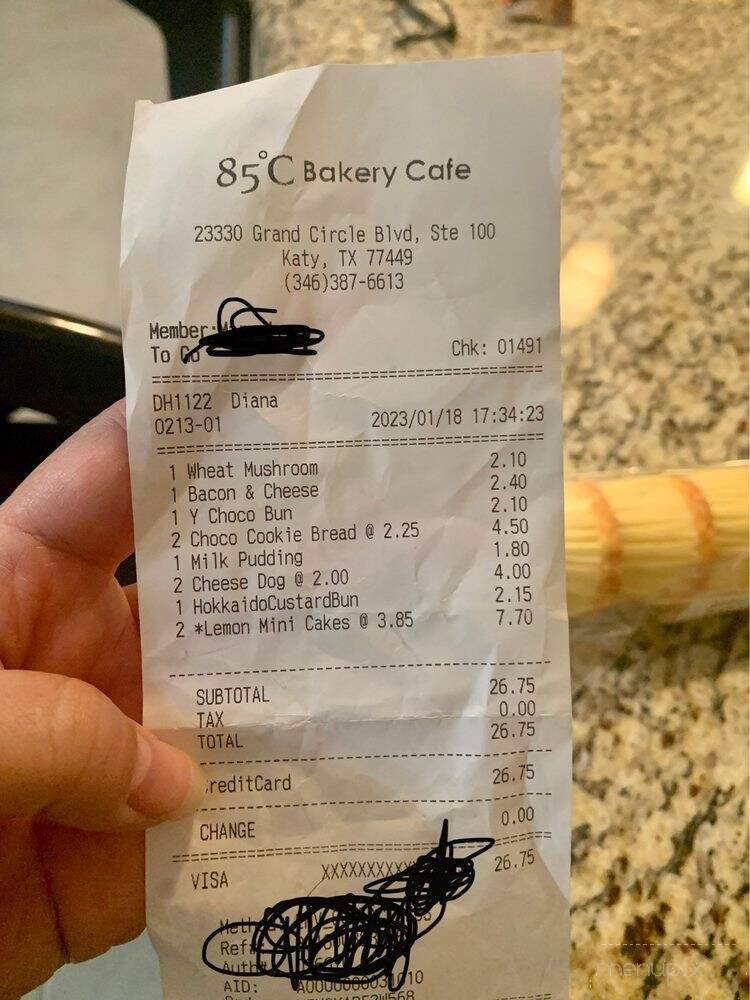 85°C Bakery Cafe
23330 Grand Circle Blvd, Ste 100
Katy, TX 77449
(346)387-6613
Member:
To Go
Chk: 01491
DH1122 Diana
0213-01 2023/01/18 17:34:23
1 Wheat Mushroom 2.10
1 Bacon & Cheese 2.40
1 Y Choco Bun 2.10
2 Choco Cookie Bread @ 2.25 4.50
1 Milk Pudding 1.80
2 Cheese Dog @ 2.00 4.00
1 HokkaidoCustardBun 2.15
2 *Lemon Mini Cakes @ 3.85 7.70
SUBTOTAL 26.75
TAX 0.00
TOTAL 26.75
reditCard 26.75
CHANGE 0.00
VISA XXXXXXXXXX 26.75
AID:
menupix